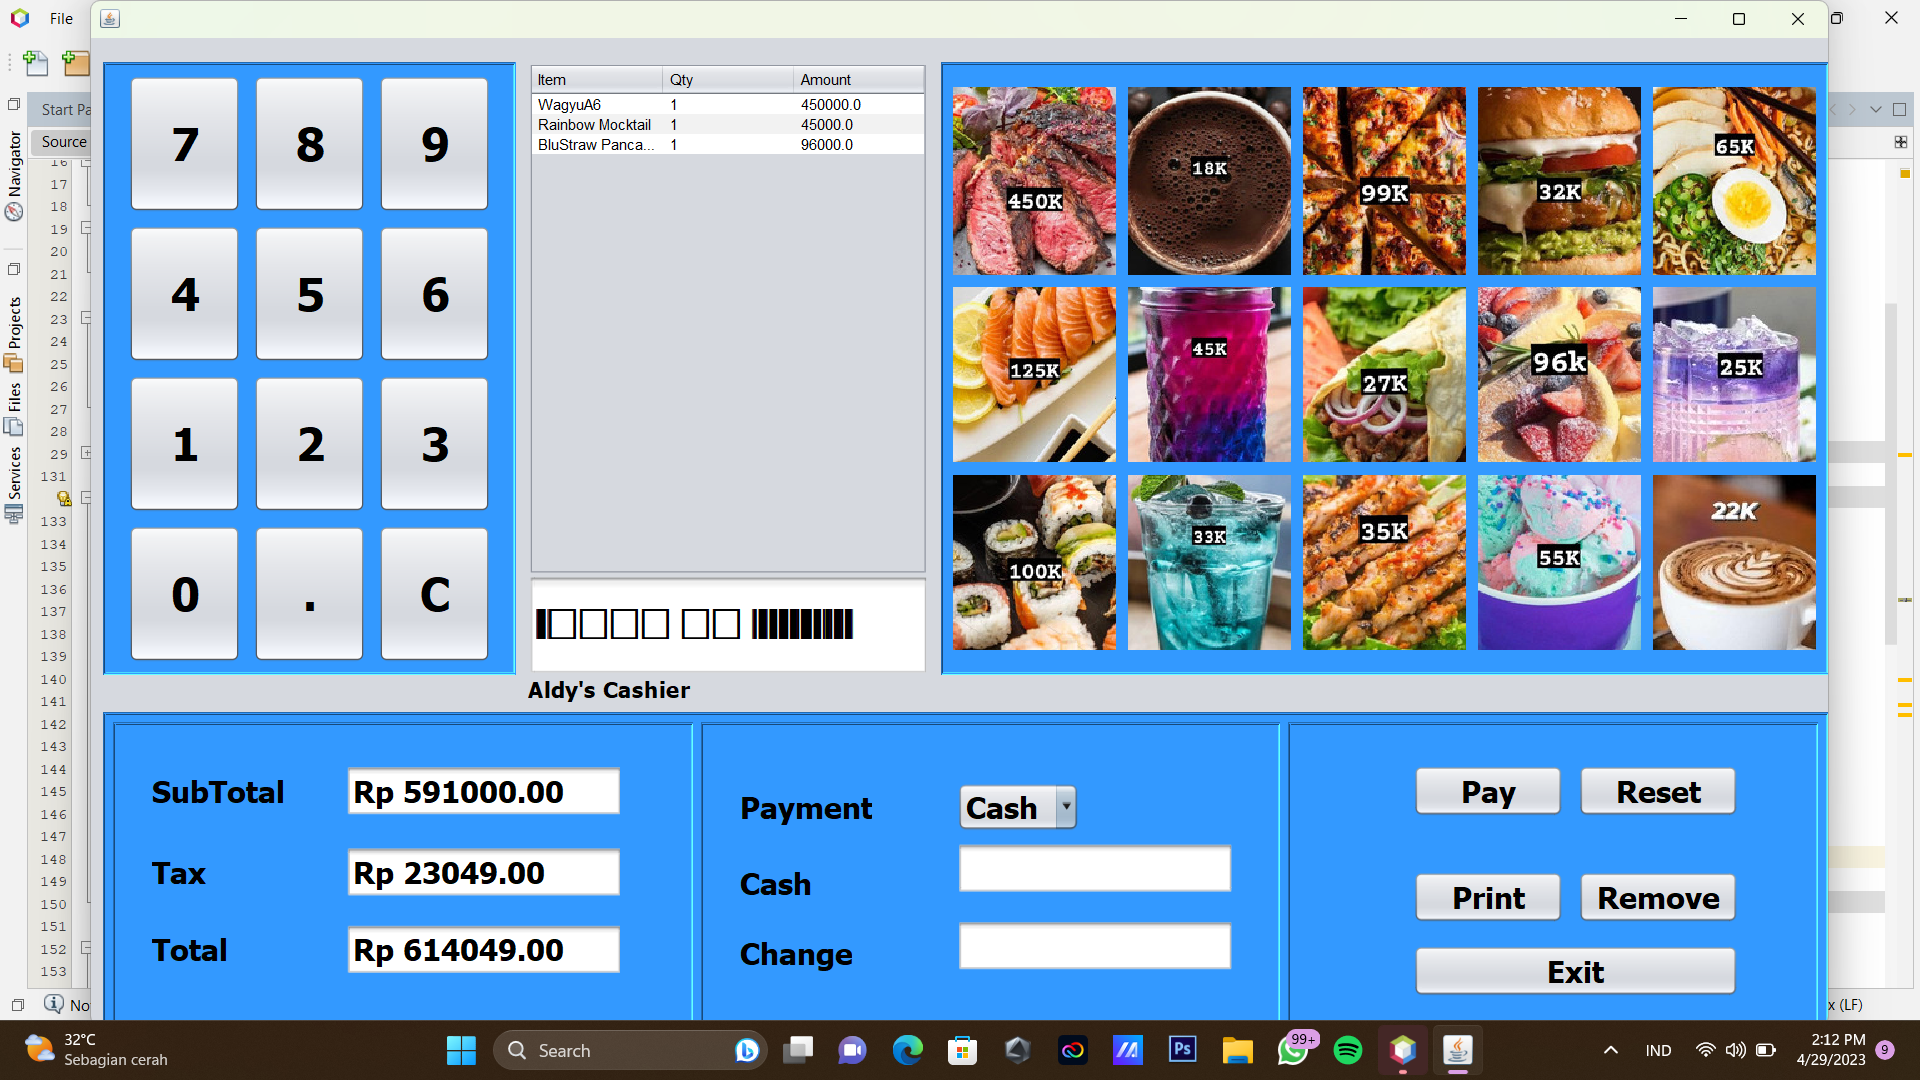 File
Start Pa
Source
Navigator
Projects
Files
Services
16
17
18
19
20
21
22
23
24
25
26
27
28
29
131
133
134
135
136
137
138
139
140
141
142
143
144
145
146
147
148
149
150
151
152
153
7 8 9
4 5 6
1 2 3
0 . C
Item Qty Amount
WagyuA6 1 450000.0
Rainbow Mocktail 1 45000.0
BluStraw Panca... 1 96000.0
Aldy's Cashier
450K 18K 99K 32K 65K
125K 45K 27K 96k 25K
100K 33K 35K 55K 22K
SubTotal Rp 591000.00
Tax Rp 23049.00
Total Rp 614049.00
Payment Cash
Cash
Change
Pay Reset
Print Remove
Exit
No
x (LF)
32°C
Sebagian cerah
Search
Ps
99+
IND
2:12 PM
4/29/2023
9